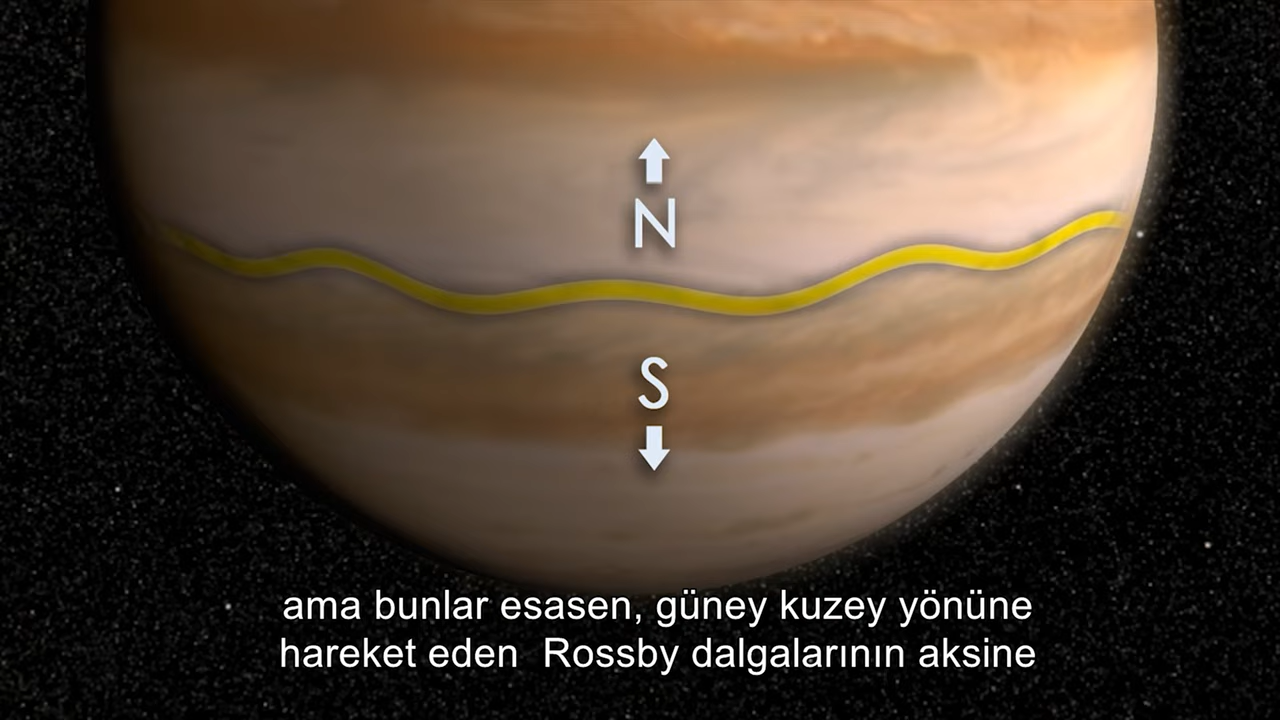 N
S
ama bunlar esasen, güney kuzey yönüne
hareket eden  Rossby dalgalarının aksine